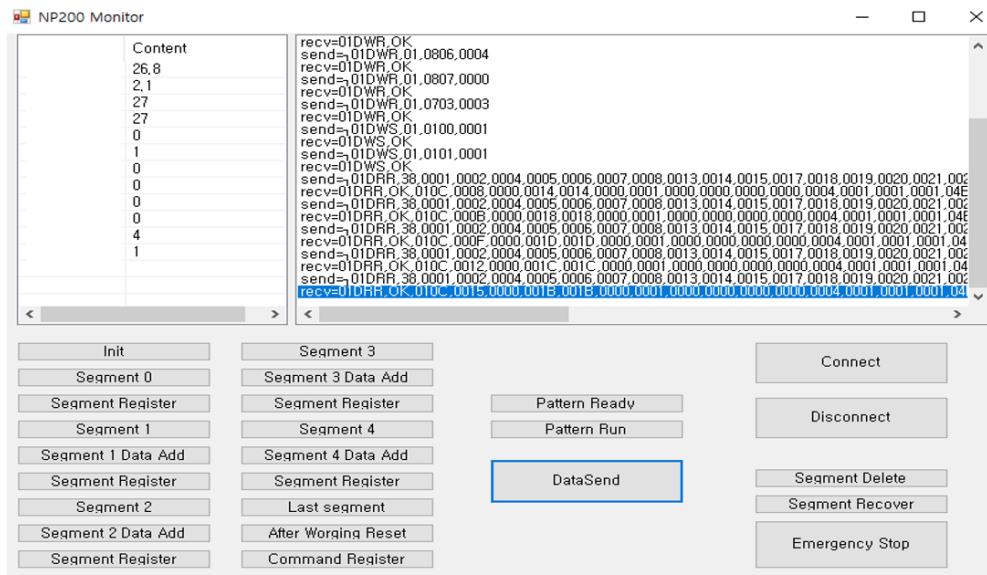 NP200 Monitor
Content
26,8
2,1
27
27
0
1
0
0
0
0
4
1
recv=01DWR,OK
send=┐01DWR,01,0806,0004
recv=01DWR,OK
send=┐01DWR,01,0807,0000
recv=01DWR,OK
send=┐01DWR,01,0703,0003
recv=01DWR,OK
send=┐01DWS,01,0100,0001
recv=01DWS,OK
send=┐01DWS,01,0101,0001
recv=01DWS,OK
send=┐01DRR,38,0001,0002,0004,0005,0006,0007,0008,0013,0014,0015,0017,0018,0019,0020,0021,002
recv=01DRR,OK,010C,0008,0000,0014,0014,0000,0001,0000,0000,0000,0000,0004,0001,0001,0001,04E
send=┐01DRR,38,0001,0002,0004,0005,0006,0007,0008,0013,0014,0015,0017,0018,0019,0020,0021,002
recv=01DRR,OK,010C,000B,0000,0018,0018,0000,0001,0000,0000,0000,0000,0004,0001,0001,0001,04E
send=┐01DRR,38,0001,0002,0004,0005,0006,0007,0008,0013,0014,0015,0017,0018,0019,0020,0021,002
recv=01DRR,OK,010C,000F,0000,001D,001D,0000,0001,0000,0000,0000,0000,0004,0001,0001,0001,04
send=┐01DRR,38,0001,0002,0004,0005,0006,0007,0008,0013,0014,0015,0017,0018,0019,0020,0021,002
recv=01DRR,OK,010C,0012,0000,001C,001C,0000,0001,0000,0000,0000,0000,0004,0001,0001,0001,04
send=┐01DRR,38,0001,0002,0004,0005,0006,0007,0008,0013,0014,0015,0017,0018,0019,0020,0021,002
recv=01DRR,OK,010C,0015,0000,001B,001B,0000,0001,0000,0000,0000,0000,0004,0001,0001,0001,04
Init
Segment 0
Segment Register
Segment 1
Segment 1 Data Add
Segment Register
Segment 2
Segment 2 Data Add
Segment Register
Segment 3
Segment 3 Data Add
Segment Register
Segment 4
Segment 4 Data Add
Segment Register
Last segment
After Worging Reset
Command Register
Pattern Ready
Pattern Run
DataSend
Connect
Disconnect
Segment Delete
Segment Recover
Emergency Stop